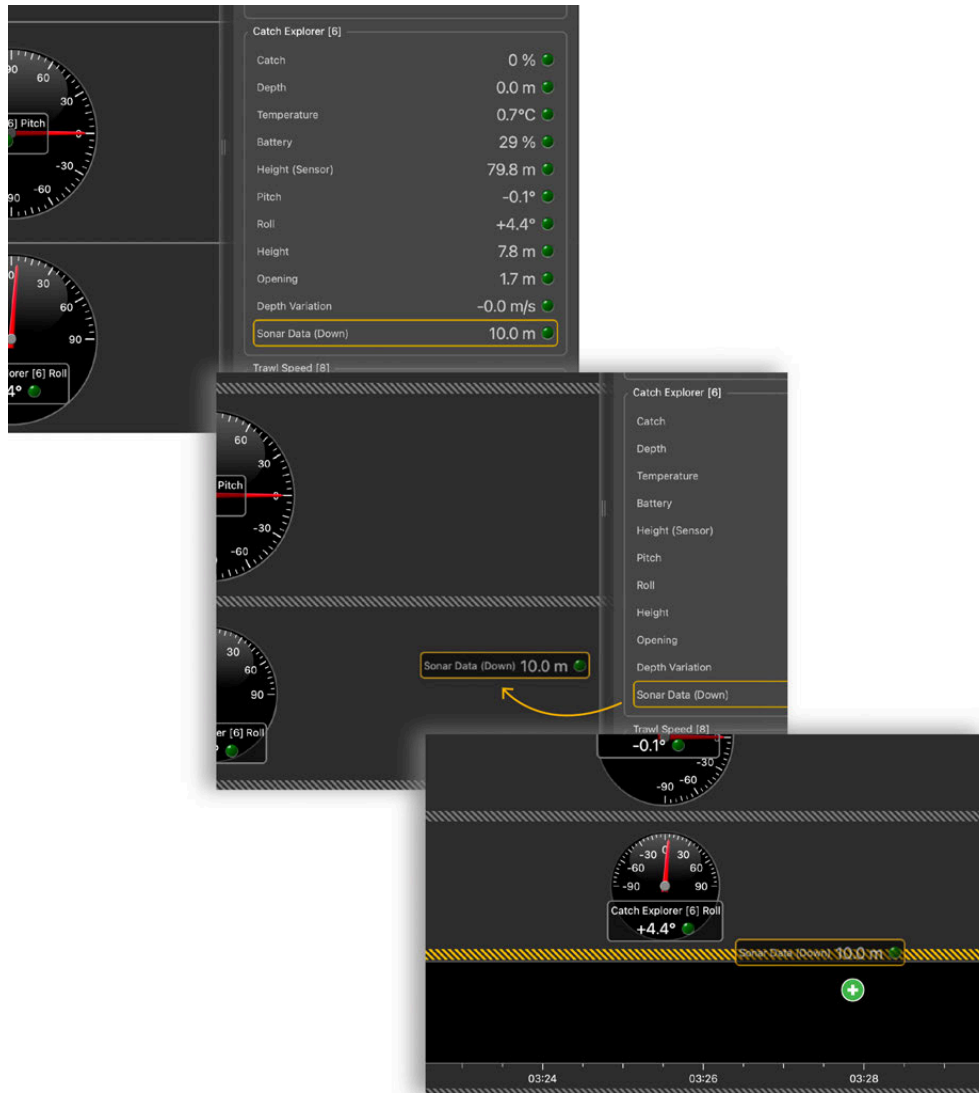 90
60
30
6] Pitch
0
-30
-60
90
0
30
60
90
orer [6] Roll
4°
Catch Explorer [6]
Catch 0 %
Depth 0.0 m
Temperature 0.7°C
Battery 29 %
Height (Sensor) 79.8 m
Pitch -0.1°
Roll +4.4°
Height 7.8 m
Opening 1.7 m
Depth Variation -0.0 m/s
Sonar Data (Down) 10.0 m
Trawl Speed [8]
60
30
Pitch
0
-30
-60
30
60
90
er [6] Roll
°
Sonar Data (Down) 10.0 m
Catch Explorer [6]
Catch
Depth
Temperature
Battery
Height (Sensor)
Pitch
Roll
Height
Opening
Depth Variation
Sonar Data (Down)
Trawl Speed [8]
-0.1°
-30
-60
-90
-30 0 30
-60 60
-90 90
Catch Explorer [6] Roll
+4.4°
Sonar Data (Down) 10.0 m
03:24 03:26 03:28